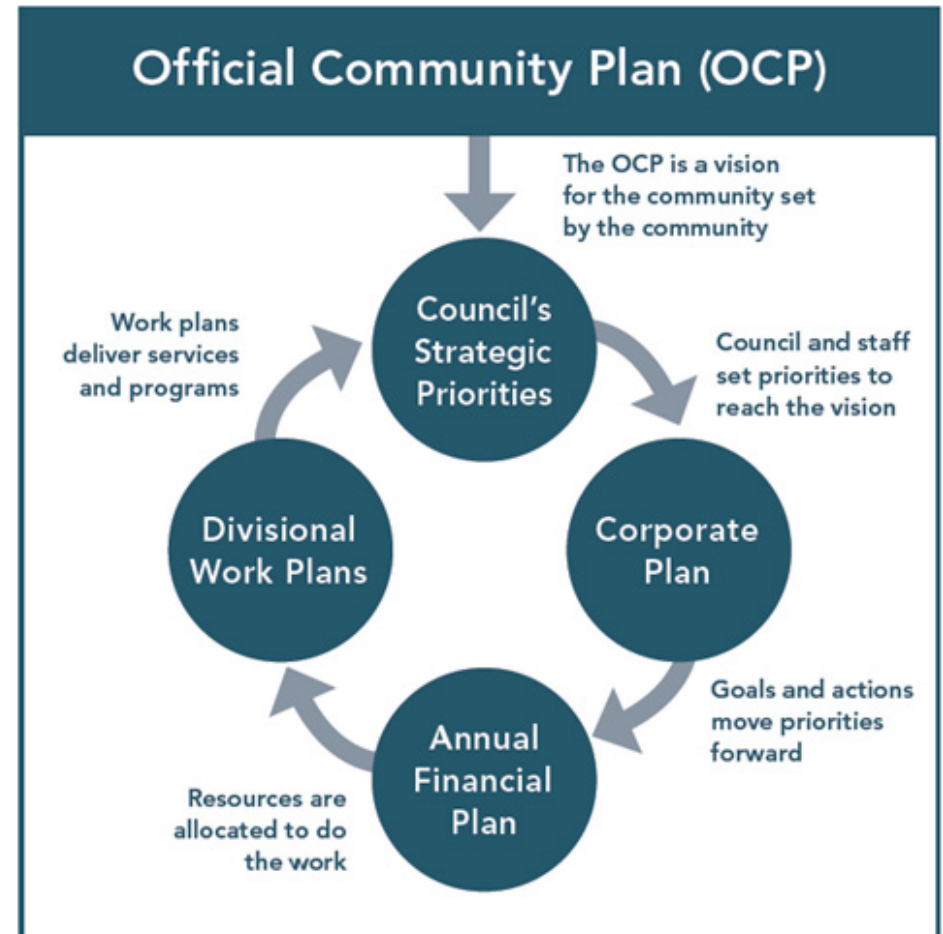 Official Community Plan (OCP)
The OCP is a vision
for the community set
by the community
Council's
Strategic
Priorities
Council and staff
set priorities to
reach the vision
Corporate
Plan
Goals and actions
move priorities
forward
Annual
Financial
Plan
Resources are
allocated to do
the work
Divisional
Work Plans
Work plans
deliver services
and programs